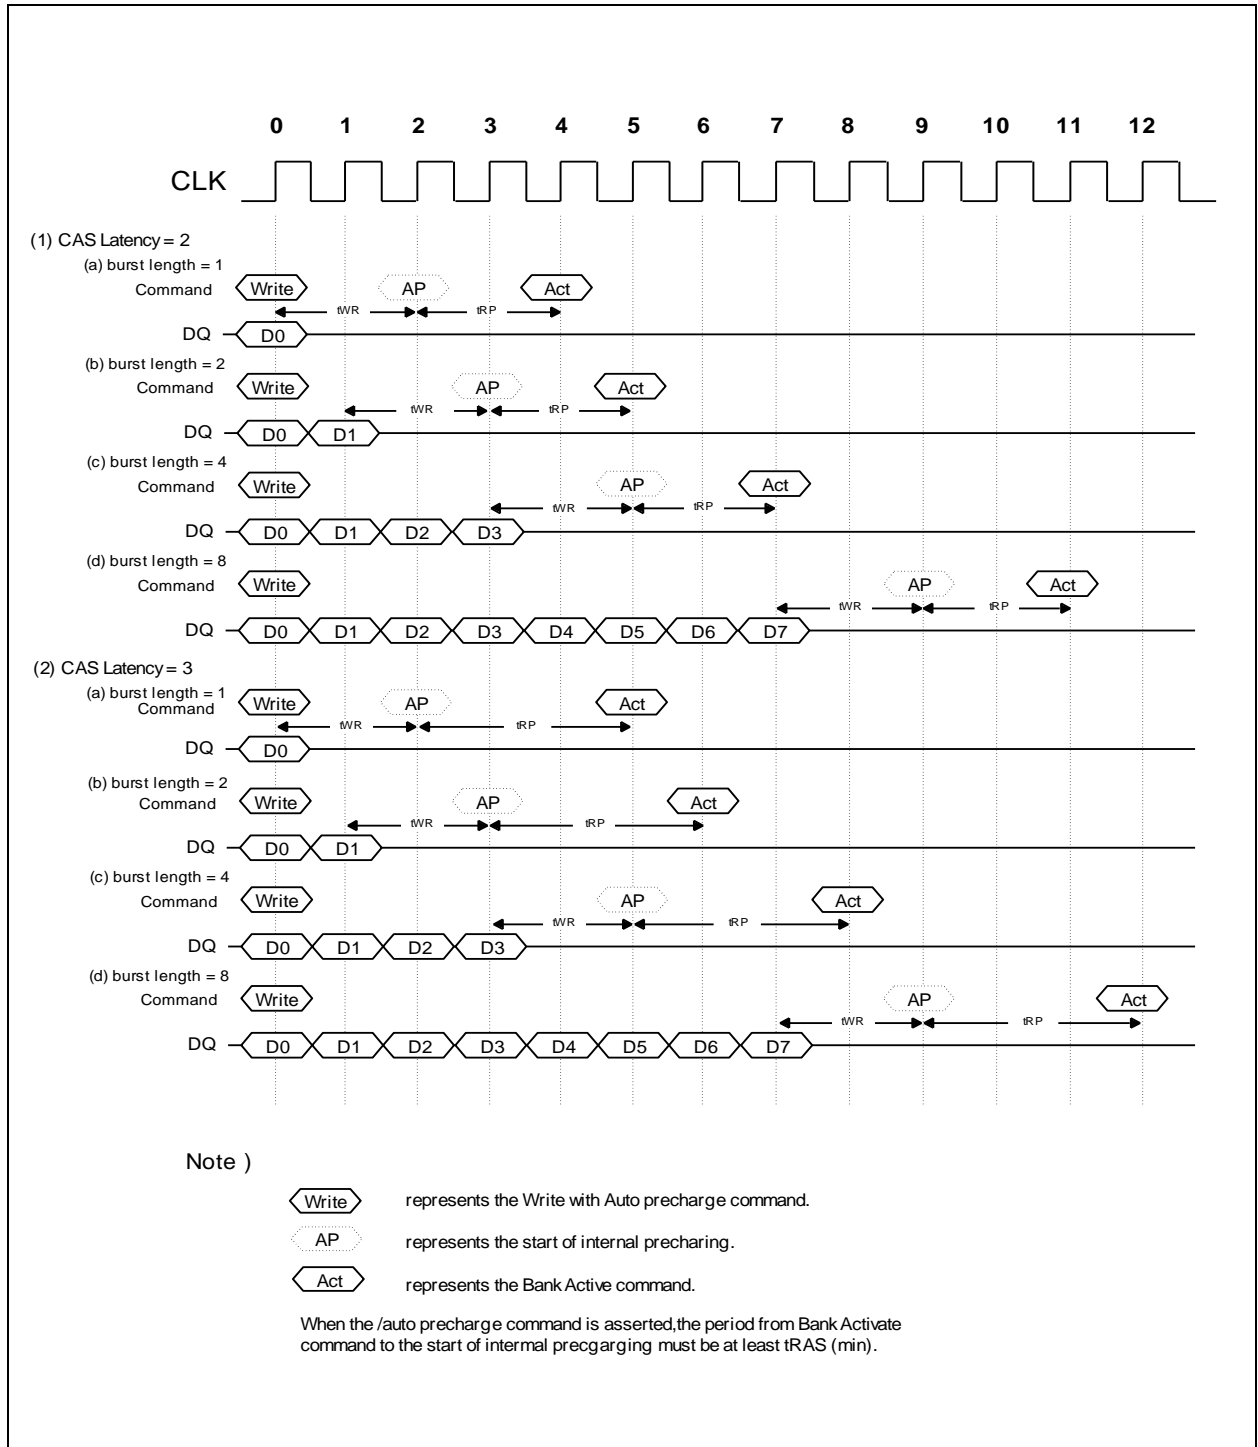 0 1 2 3 4 5 6 7 8 9 10 11 12
CLK
(1) CAS Latency = 2
(a) burst length = 1
Command Write AP Act
tWR tRP
DQ D0
(b) burst length = 2
Command Write AP Act
tWR tRP
DQ D0 D1
(c) burst length = 4
Command Write AP Act
tWR tRP
DQ D0 D1 D2 D3
(d) burst length = 8
Command Write AP Act
tWR tRP
DQ D0 D1 D2 D3 D4 D5 D6 D7
(2) CAS Latency = 3
(a) burst length = 1
Command Write AP Act
tWR tRP
DQ D0
(b) burst length = 2
Command Write AP Act
tWR tRP
DQ D0 D1
(c) burst length = 4
Command Write AP Act
tWR tRP
DQ D0 D1 D2 D3
(d) burst length = 8
Command Write AP Act
tWR tRP
DQ D0 D1 D2 D3 D4 D5 D6 D7
Note )
Write represents the Write with Auto precharge command.
AP represents the start of internal precharing.
Act represents the Bank Active command.
When the /auto precharge command is asserted,the period from Bank Activate
command to the start of intermal precgarging must be at least tRAS (min).